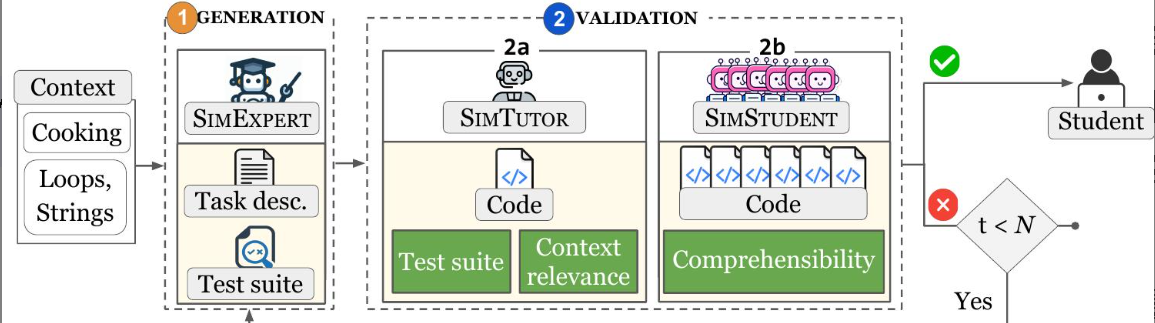 1 GENERATION
2 VALIDATION
Context
Cooking
Loops,
Strings
SIMEXPERT
Task desc.
Test suite
2a
SIMTUTOR
</>
Code
Test suite
Context
relevance
2b
SIMSTUDENT
</> </> </> </> </> </>
Code
Comprehensibility
Student
t < N
Yes